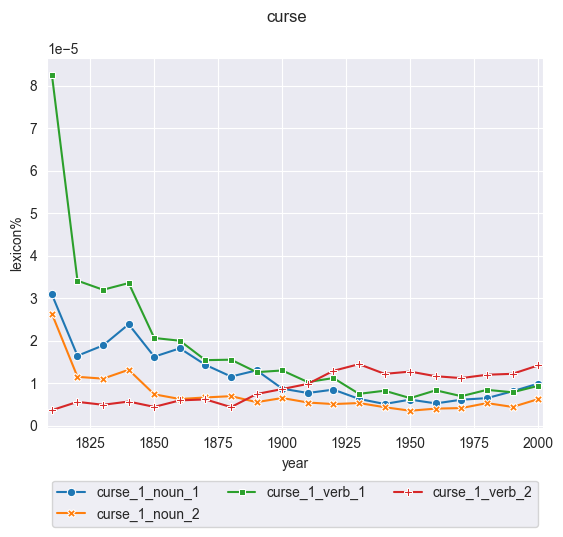 curse
1e−5
8
7
6
5
4
3
2
1
0
lexicon%
1825 1850 1875 1900 1925 1950 1975 2000
year
curse_1_noun_1 curse_1_verb_1 curse_1_verb_2
curse_1_noun_2